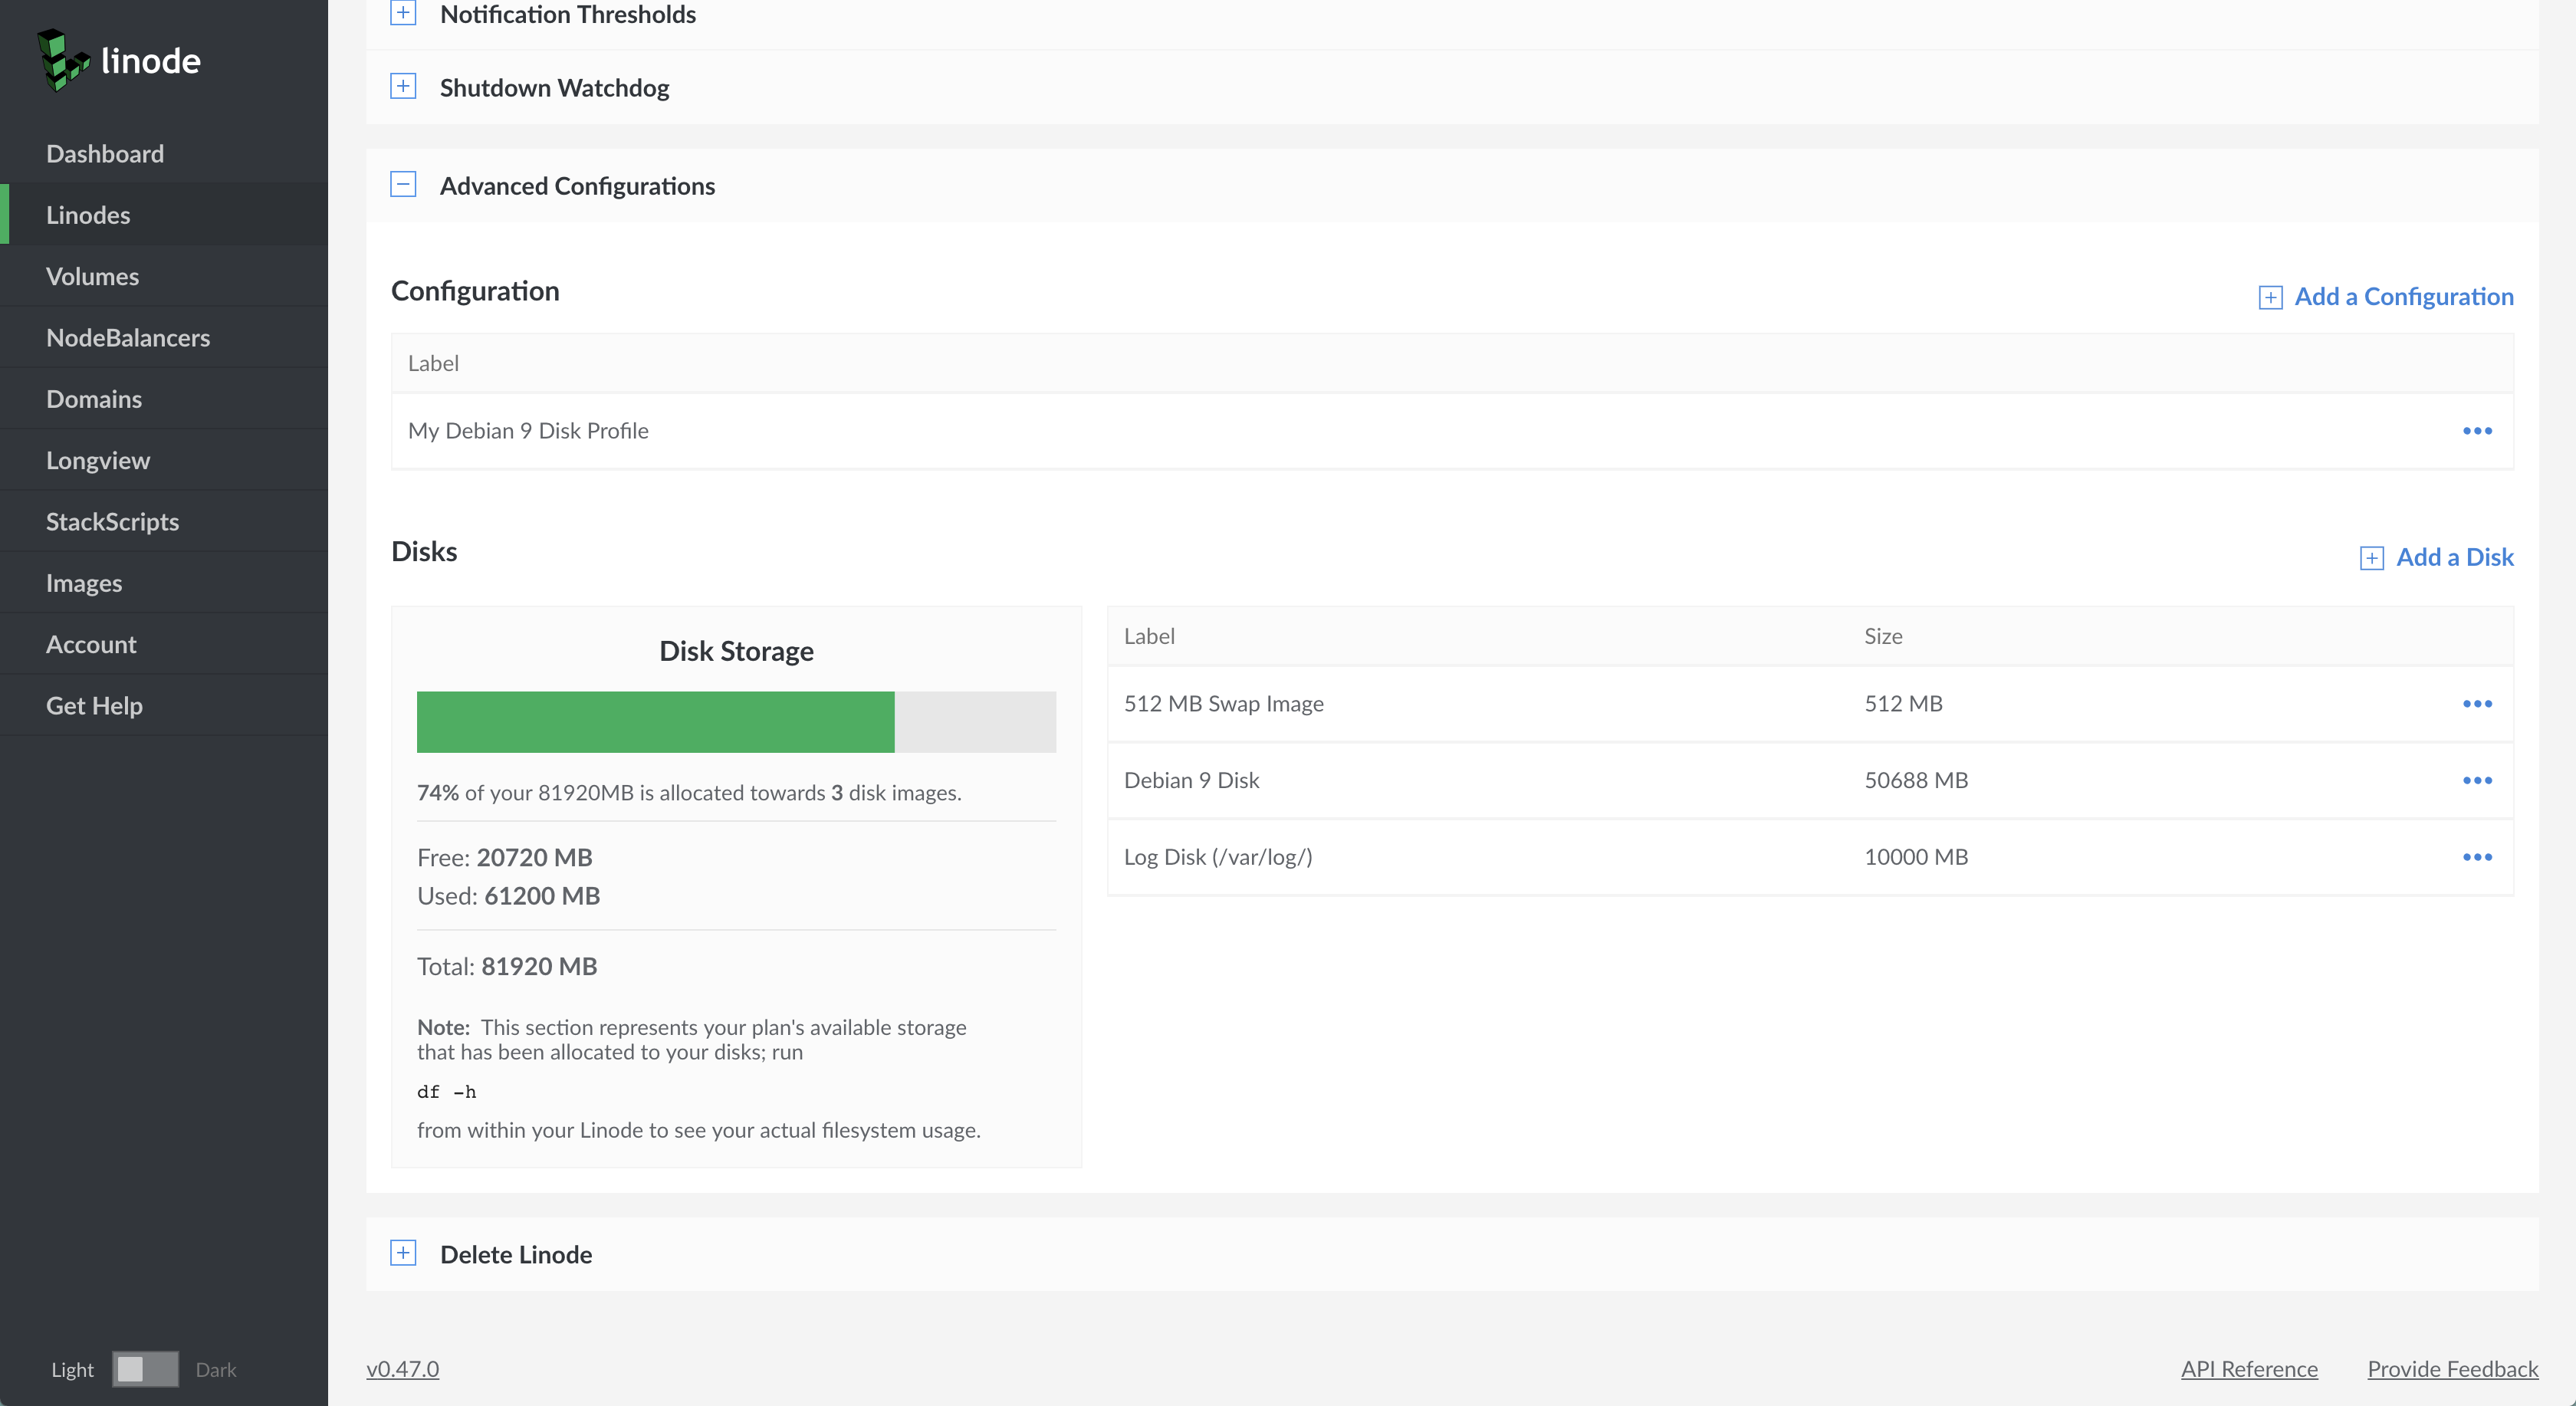 linode
Dashboard
Linodes
Volumes
NodeBalancers
Domains
Longview
StackScripts
Images
Account
Get Help
Light Dark
Notification Thresholds
Shutdown Watchdog
Advanced Configurations
Configuration
Add a Configuration
Label
My Debian 9 Disk Profile
Disks
Add a Disk
Disk Storage
74% of your 81920MB is allocated towards 3 disk images.
Free: 20720 MB
Used: 61200 MB
Total: 81920 MB
Note: This section represents your plan's available storage
that has been allocated to your disks; run
df -h
from within your Linode to see your actual filesystem usage.
Label Size
512 MB Swap Image 512 MB
Debian 9 Disk 50688 MB
Log Disk (/var/log/) 10000 MB
Delete Linode
v0.47.0
API Reference
Provide Feedback